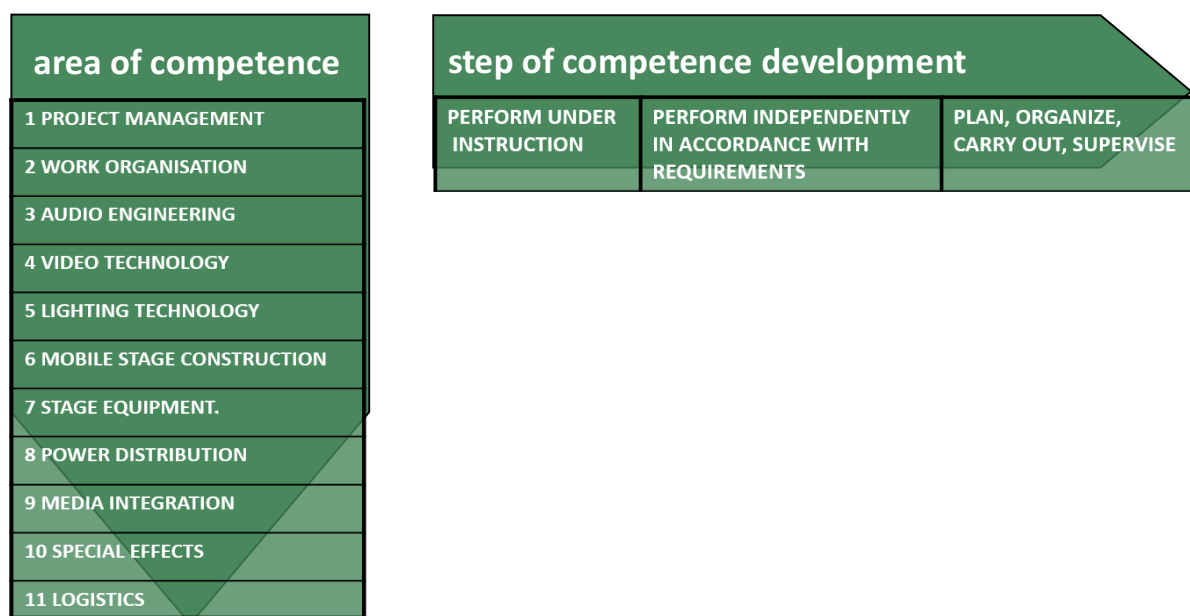 area of competence
1 PROJECT MANAGEMENT
2 WORK ORGANISATION
3 AUDIO ENGINEERING
4 VIDEO TECHNOLOGY
5 LIGHTING TECHNOLOGY
6 MOBILE STAGE CONSTRUCTION
7 STAGE EQUIPMENT.
8 POWER DISTRIBUTION
9 MEDIA INTEGRATION
10 SPECIAL EFFECTS
11 LOGISTICS
step of competence development
PERFORM UNDER
INSTRUCTION
PERFORM INDEPENDENTLY
IN ACCORDANCE WITH
REQUIREMENTS
PLAN, ORGANIZE,
CARRY OUT, SUPERVISE